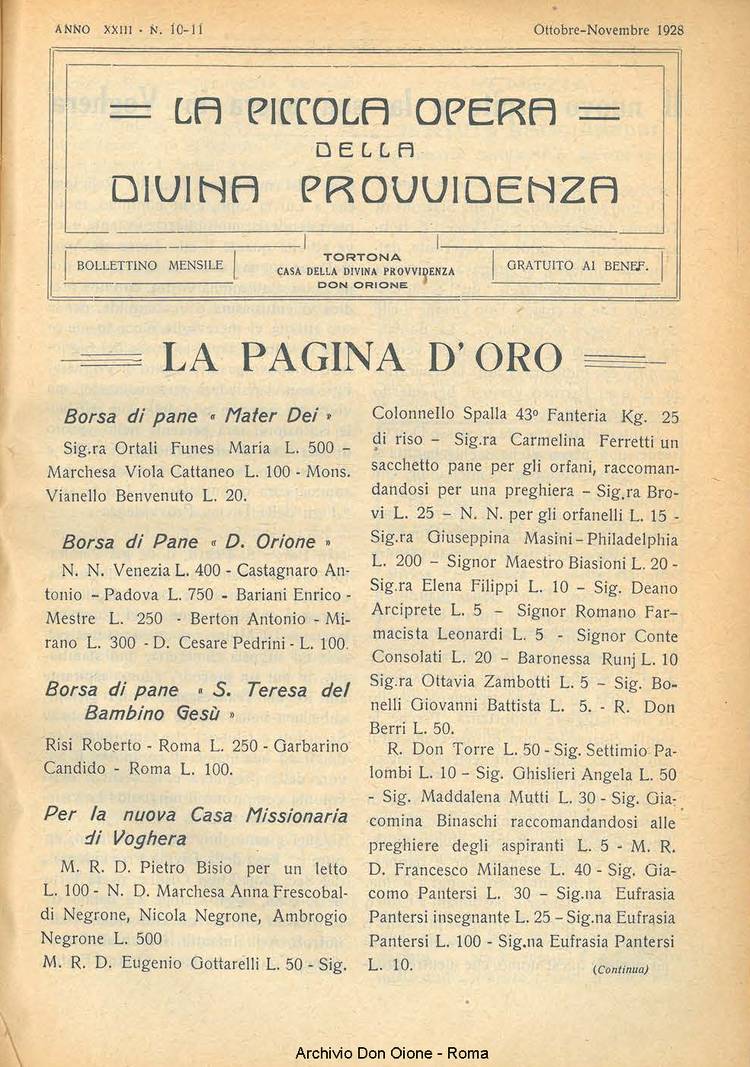 ANNO XXIII - N. 10-11
Ottobre-Novembre 1928
LA PICCOLA OPERA
DELLA
DIVINA PROVVIDENZA
BOLLETTINO MENSILE
TORTONA
CASA DELLA DIVINA PROVVIDENZA
DON ORIONE
GRATUITO AI BENEF.
LA PAGINA D'ORO
Borsa di pane « Mater Dei »
Sig.ra Ortali Funes Maria L. 500 –
Marchesa Viola Cattaneo L. 100 - Mons.
Vianello Benvenuto L. 20.
Borsa di Pane « D. Orione »
N. N. Venezia L. 400 - Castagnaro An-
tonio – Padova L. 750 - Bariani Enrico -
Mestre L. 250 - Berton Antonio - Mi-
rano L. 300 - D. Cesare Pedrini - L. 100.
Borsa di pane « S. Teresa del
Bambino Gesù »
Risi Roberto - Roma L. 250 - Garbarino
Candido - Roma L. 100.
Per la nuova Casa Missionaria
di Voghera
M. R. D. Pietro Bisio per un letto
L. 100 - N. D. Marchesa Anna Frescobal-
di Negrone, Nicola Negrone, Ambrogio
Negrone L. 500
M. R. D. Eugenio Gottarelli L. 50 - Sig.
Colonnello Spalla 43º Fanteria Kg. 25
di riso – Sig.ra Carmelina Ferretti un
sacchetto pane per gli orfani, raccoman-
dandosi per una preghiera – Sig.ra Bro-
vi L. 25 – N. N. per gli orfanelli L. 15 -
Sig.ra Giuseppina Masini – Philadelphia
L. 200 – Signor Maestro Biasioni L. 20 -
Sig.ra Elena Filippi L. 10 – Sig. Deano
Arciprete L. 5 – Signor Romano Far-
macista Leonardi L. 5 - Signor Conte
Consolati L. 20 – Baronessa Runj L. 10
Sig.ra Ottavia Zambotti L. 5 – Sig. Bo-
nelli Giovanni Battista L. 5. - R. Don
Berri L. 50.
R. Don Torre L. 50 - Sig. Settimio Pa-
lombi L. 10 – Sig. Ghislieri Angela L. 50
- Sig. Maddalena Mutti L. 30 - Sig. Gia-
comina Binaschi raccomandandosi alle
preghiere degli aspiranti L. 5 - M. R.
D. Francesco Milanese L. 40 - Sig. Gia-
como Pantersi L. 30 – Sig.na Eufrasia
Pantersi insegnante L. 25 – Sig.na Eufrasia
Pantersi L. 100 - Sig.na Eufrasia Pantersi
L. 10.
(Continua)
Archivio Don Oione - Roma